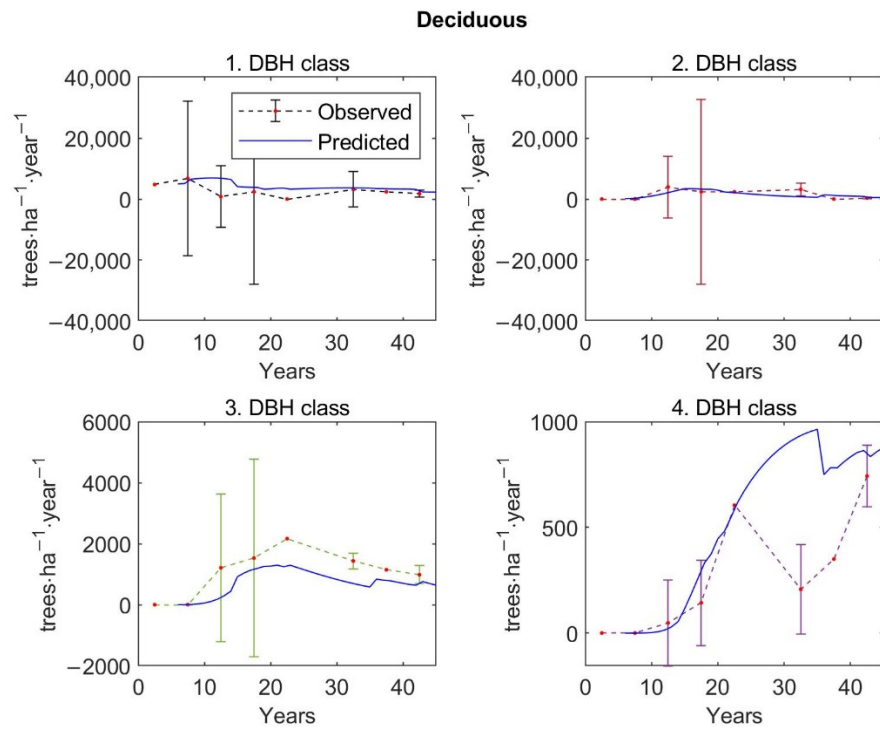 Deciduous
1. DBH class
40,000
20,000
0
−20,000
−40,000
trees·ha⁻¹·year⁻¹
Observed
Predicted
0 10 20 30 40
Years
2. DBH class
40,000
20,000
0
−20,000
−40,000
trees·ha⁻¹·year⁻¹
0 10 20 30 40
Years
3. DBH class
6000
4000
2000
0
−2000
trees·ha⁻¹·year⁻¹
0 10 20 30 40
Years
4. DBH class
1000
500
0
trees·ha⁻¹·year⁻¹
0 10 20 30 40
Years